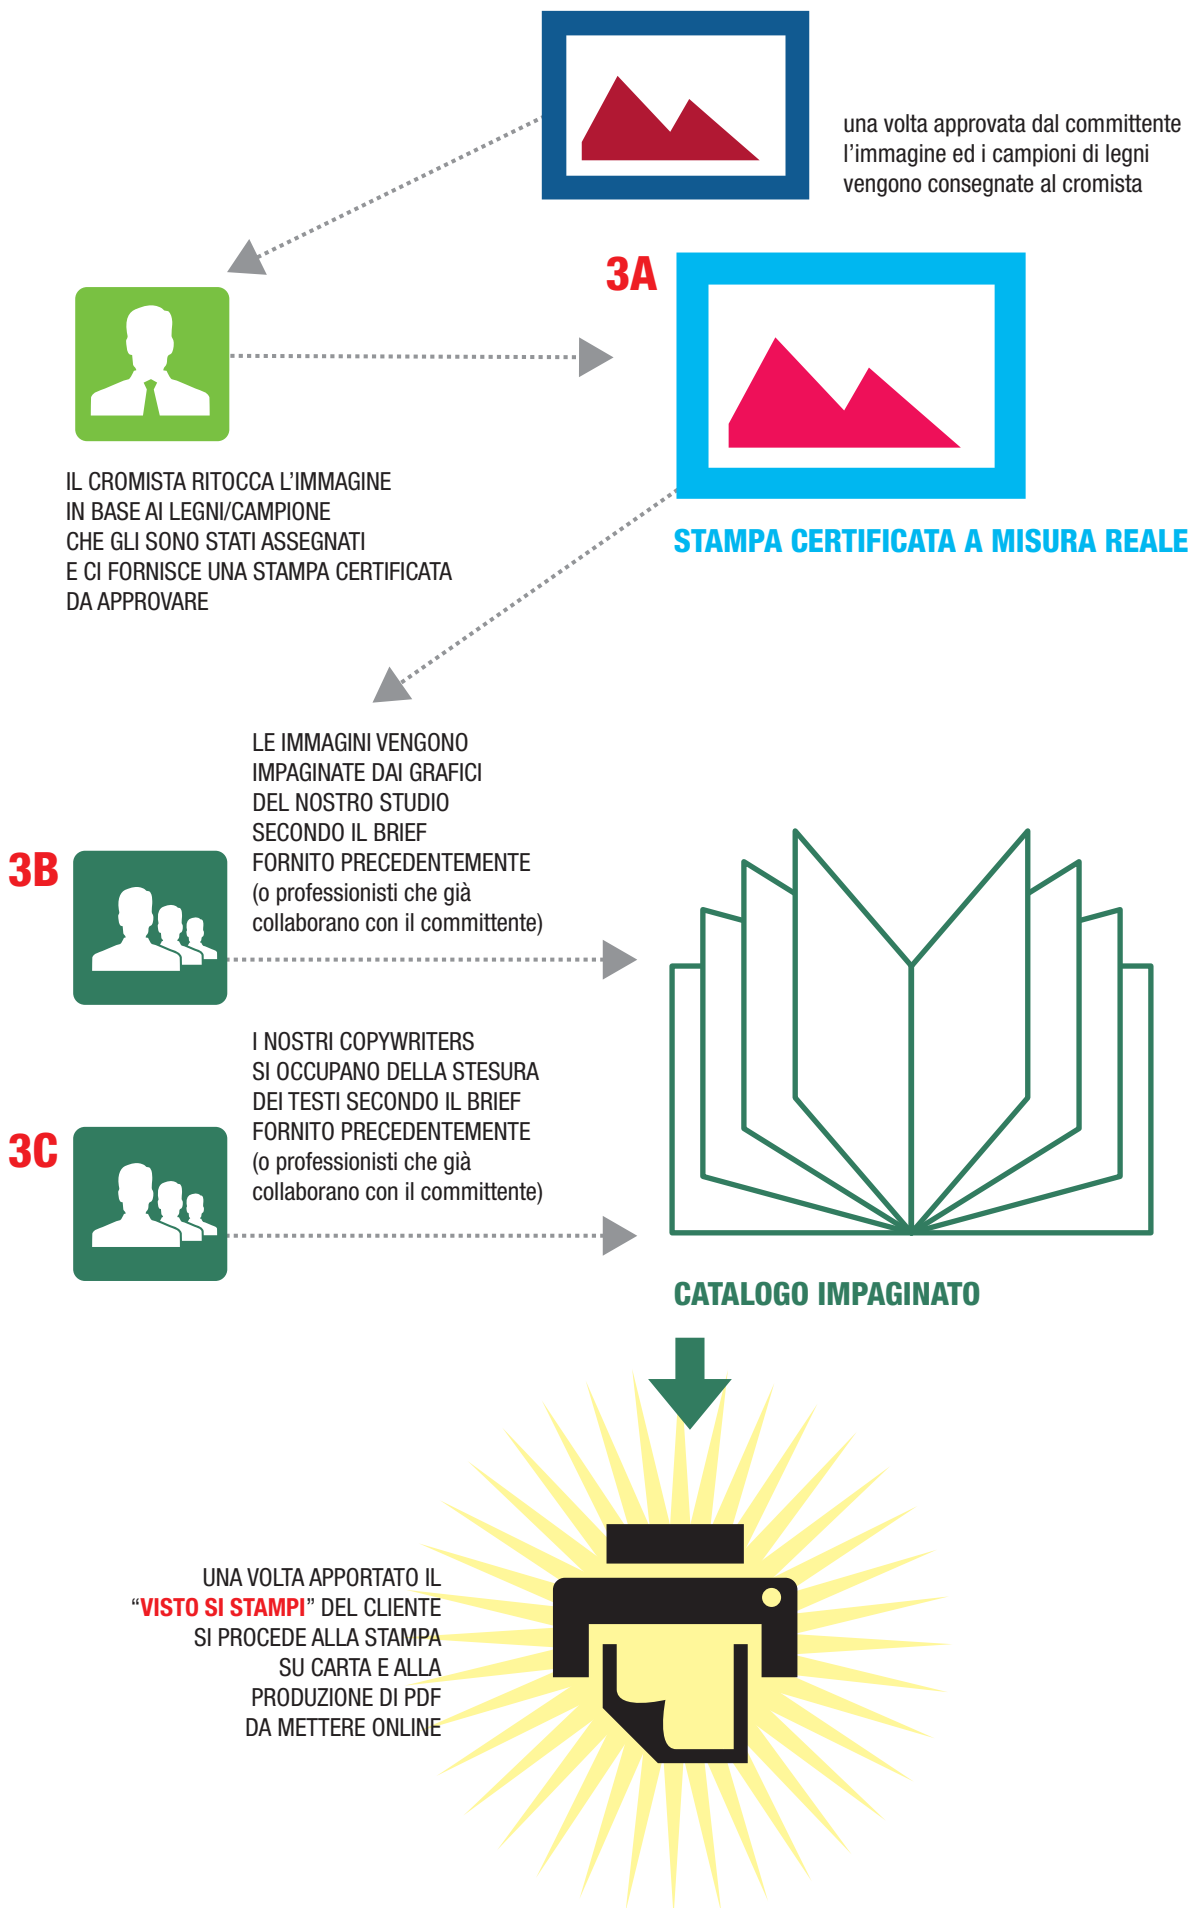 una volta approvata dal committente
l’immagine ed i campioni di legni
vengono consegnate al cromista
3A
IL CROMISTA RITOCCA L’IMMAGINE
IN BASE AI LEGNI/CAMPIONE
CHE GLI SONO STATI ASSEGNATI
E CI FORNISCE UNA STAMPA CERTIFICATA
DA APPROVARE
STAMPA CERTIFICATA A MISURA REALE
3B
LE IMMAGINI VENGONO
IMPAGINATE DAI GRAFICI
DEL NOSTRO STUDIO
SECONDO IL BRIEF
FORNITO PRECEDENTEMENTE
(o professionisti che già
collaborano con il committente)
3C
I NOSTRI COPYWRITERS
SI OCCUPANO DELLA STESURA
DEI TESTI SECONDO IL BRIEF
FORNITO PRECEDENTEMENTE
(o professionisti che già
collaborano con il committente)
CATALOGO IMPAGINATO
UNA VOLTA APPORTATO IL
“VISTO SI STAMPI” DEL CLIENTE
SI PROCEDE ALLA STAMPA
SU CARTA E ALLA
PRODUZIONE DI PDF
DA METTERE ONLINE